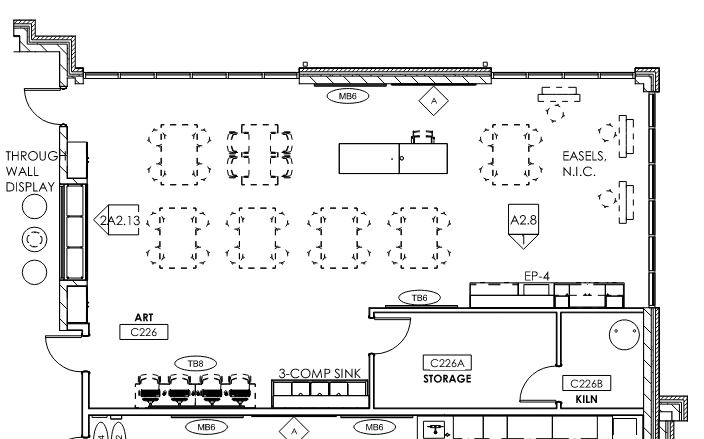 MB6
A
THROUGH
WALL
DISPLAY
EASELS,
N.I.C.
2A2.13
A2.8
1
EP-4
TB6
ART
C226
C226A
STORAGE
TB8
3-COMP SINK
C226B
KILN
MB6
A
MB6